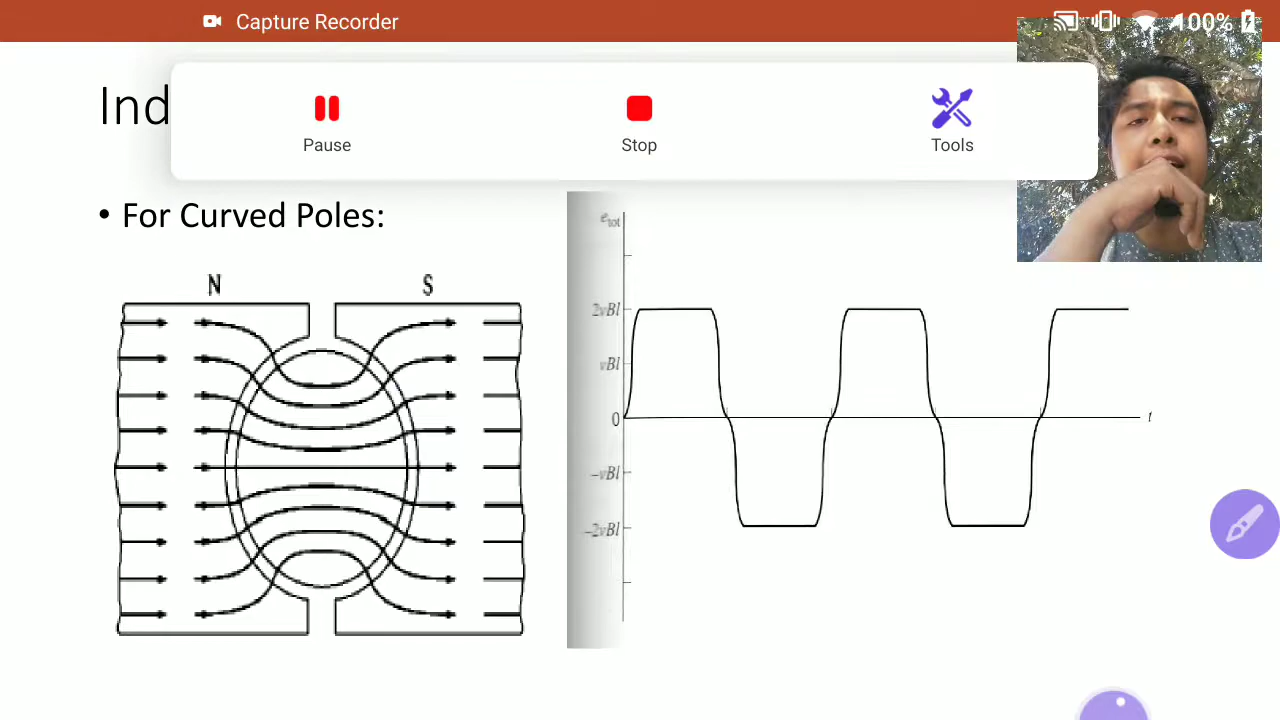 Capture Recorder
100%
Ind
Pause
Stop
Tools
• For Curved Poles:
N
S
e_tot
2vBl
vBl
0
t
−vBl
−2vBl